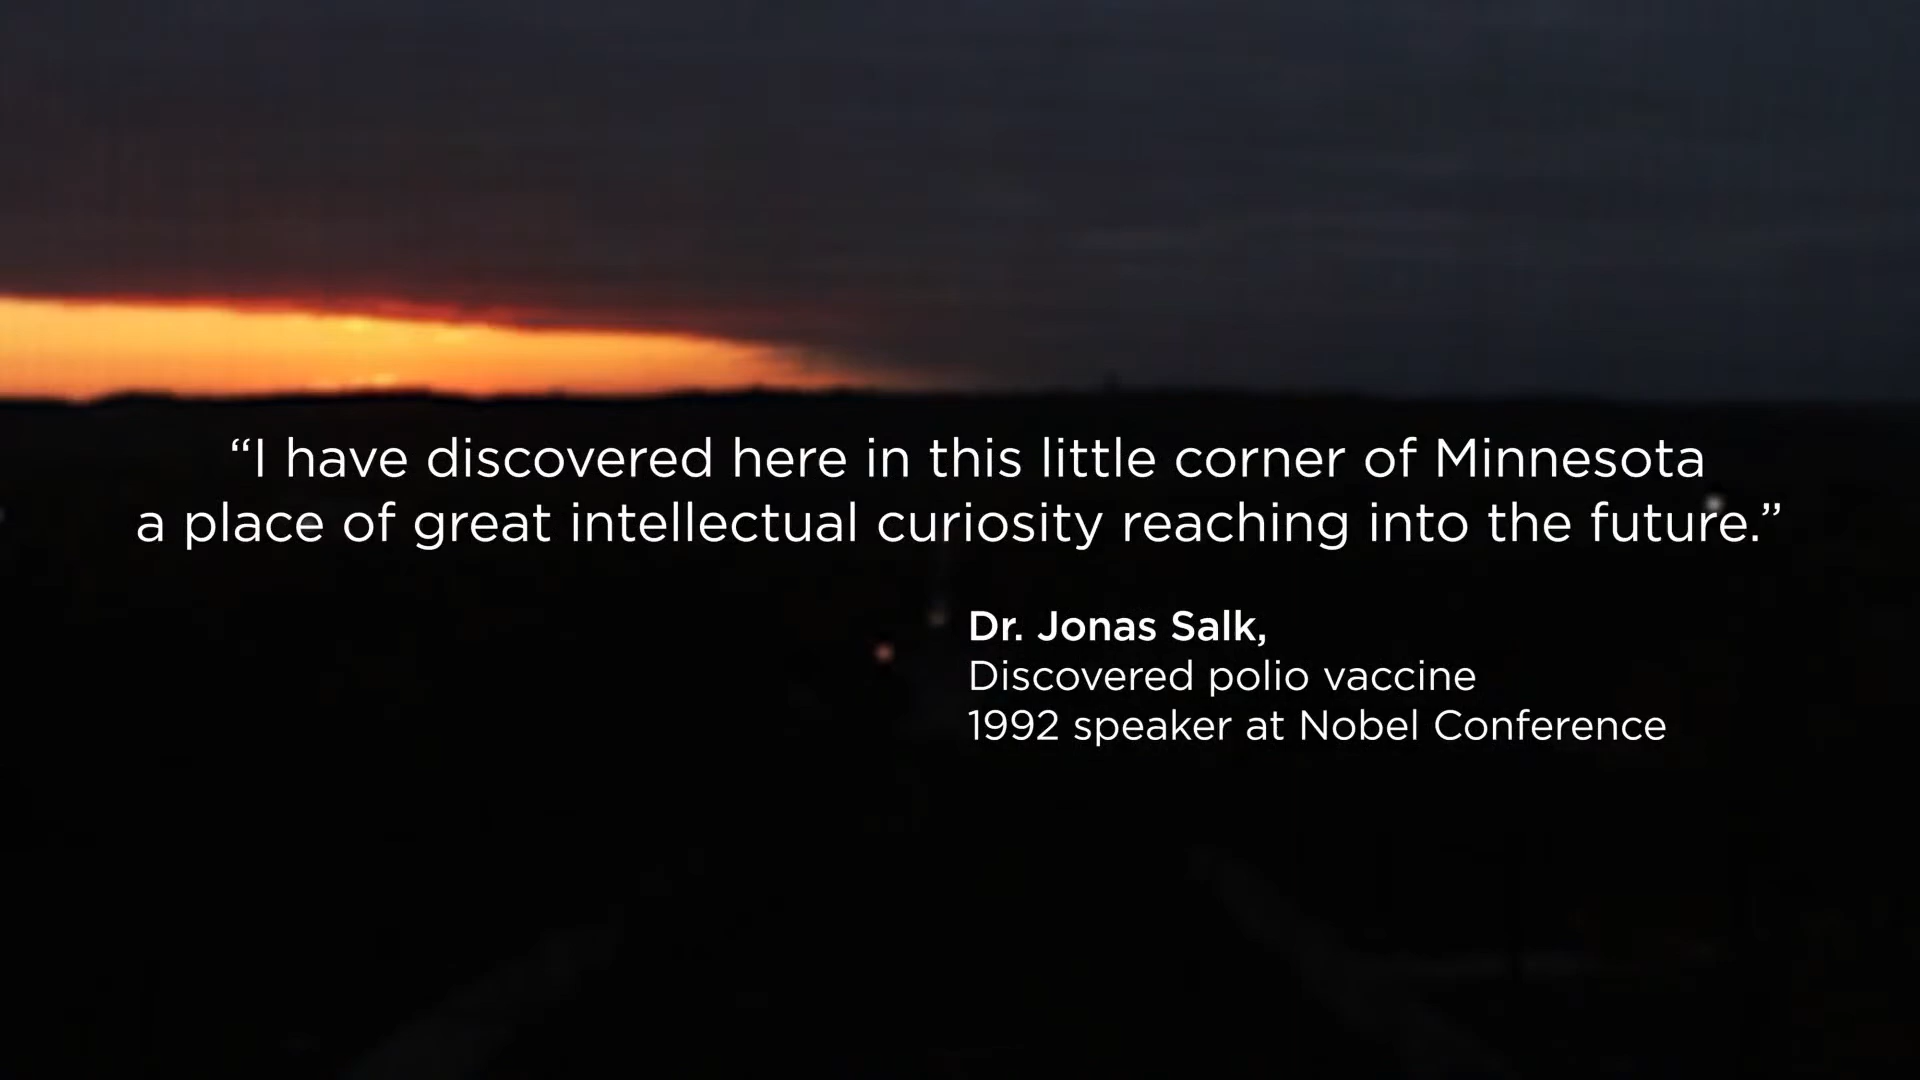 “I have discovered here in this little corner of Minnesota
a place of great intellectual curiosity reaching into the future.”
Dr. Jonas Salk,
Discovered polio vaccine
1992 speaker at Nobel Conference